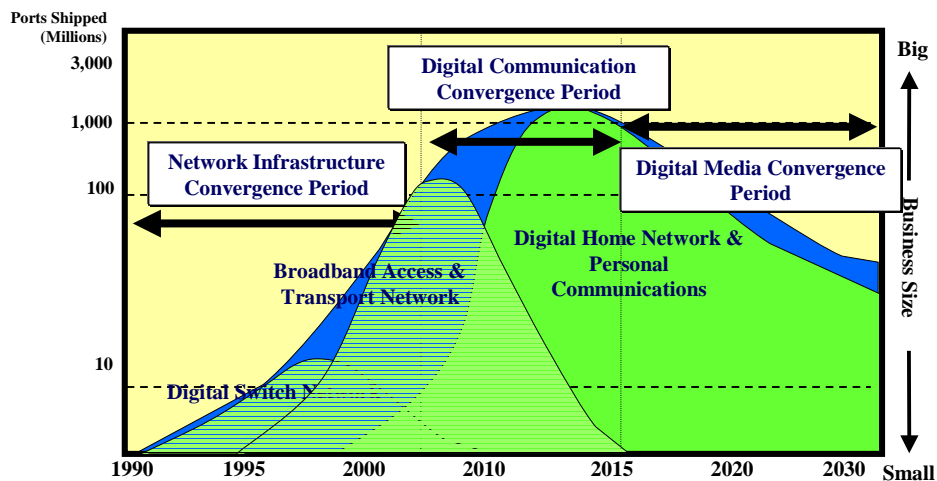 Ports Shipped
(Millions)
3,000
1,000
100
10
Digital Communication
Convergence Period
Network Infrastructure
Convergence Period
Digital Media Convergence
Period
Broadband Access &
Transport Network
Digital Home Network &
Personal
Communications
Digital Switch N
Big
Business Size
Small
1990 1995 2000 2010 2015 2020 2030